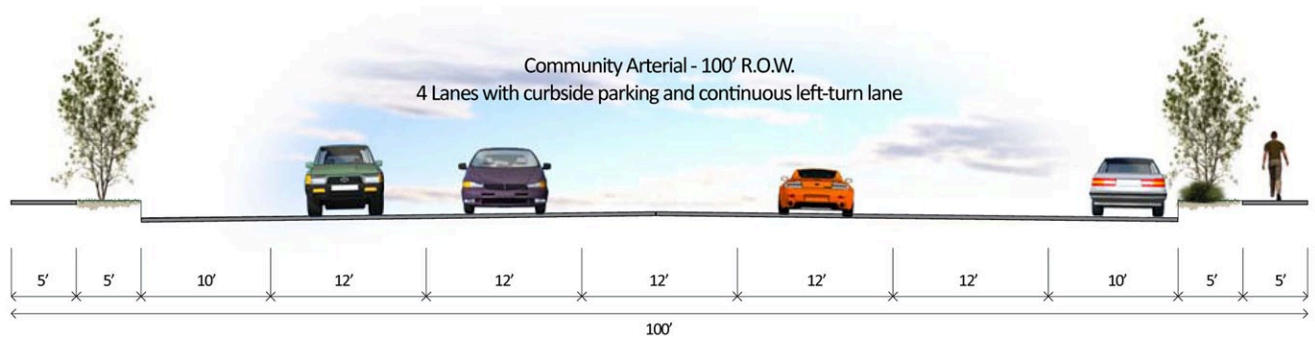 Community Arterial - 100’ R.O.W.
4 Lanes with curbside parking and continuous left-turn lane
5’ 5’ 10’ 12’ 12’ 12’ 12’ 12’ 10’ 5’ 5’
100’